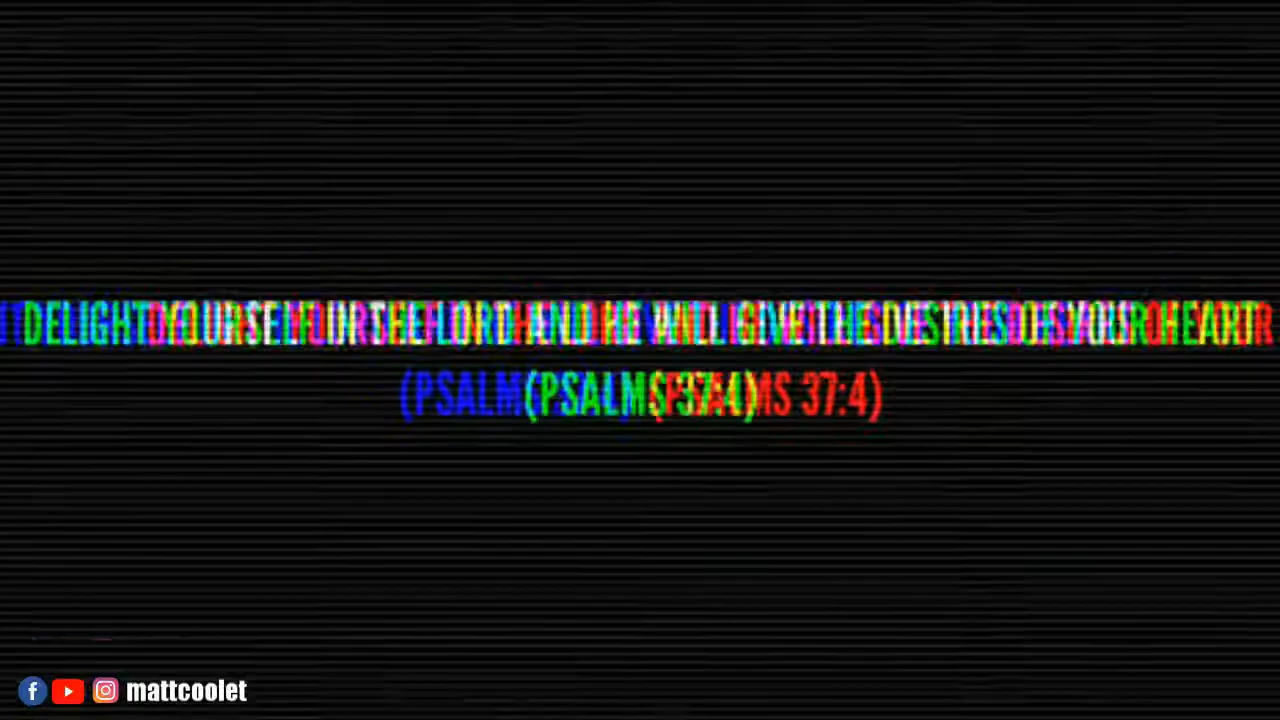 DELIGHT YOURSELF IN THE LORD AND HE WILL GIVE THE DESIRES OF YOUR HEART
(PSALMS 37:4)
mattcoolet